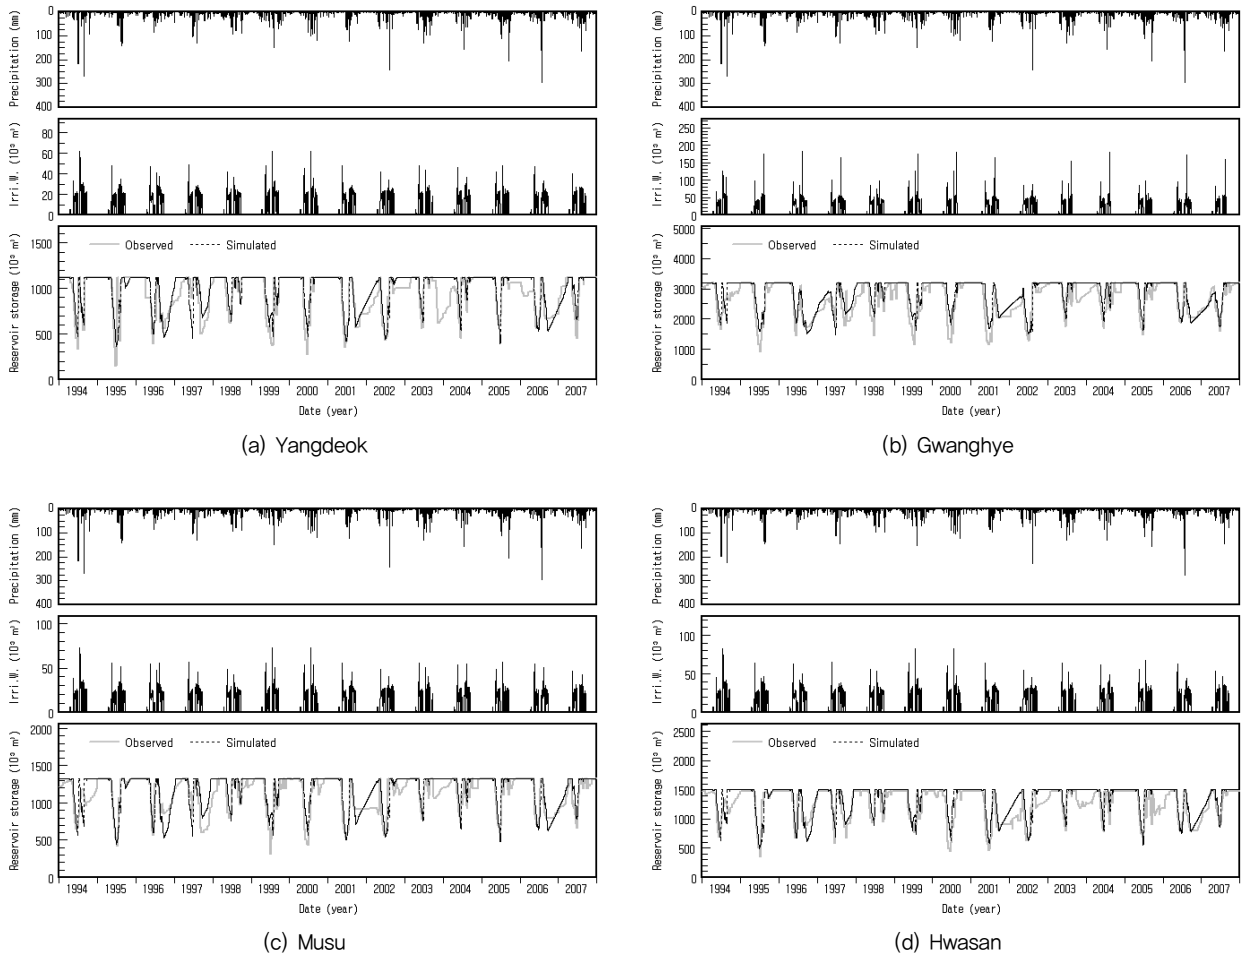 Precipitation (mm)
0
100
200
300
400
Irri.W. (10³ m³)
80
60
40
20
0
Reservoir storage (10³ m³)
1500
1000
500
0
Observed
Simulated
1994 1995 1996 1997 1998 1999 2000 2001 2002 2003 2004 2005 2006 2007
Date (year)
(a) Yangdeok
Precipitation (mm)
0
100
200
300
400
Irri.W. (10³ m³)
250
200
150
100
50
0
Reservoir storage (10³ m³)
5000
4000
3000
2000
1000
0
Observed
Simulated
1994 1995 1996 1997 1998 1999 2000 2001 2002 2003 2004 2005 2006 2007
Date (year)
(b) Gwanghye
Precipitation (mm)
0
100
200
300
400
Irri.W. (10³ m³)
100
50
0
Reservoir storage (10³ m³)
2000
1500
1000
500
0
Observed
Simulated
1994 1995 1996 1997 1998 1999 2000 2001 2002 2003 2004 2005 2006 2007
Date (year)
(c) Musu
Precipitation (mm)
0
100
200
300
400
Irri.W. (10³ m³)
100
50
0
Reservoir storage (10³ m³)
2500
2000
1500
1000
500
0
Observed
Simulated
1994 1995 1996 1997 1998 1999 2000 2001 2002 2003 2004 2005 2006 2007
Date (year)
(d) Hwasan